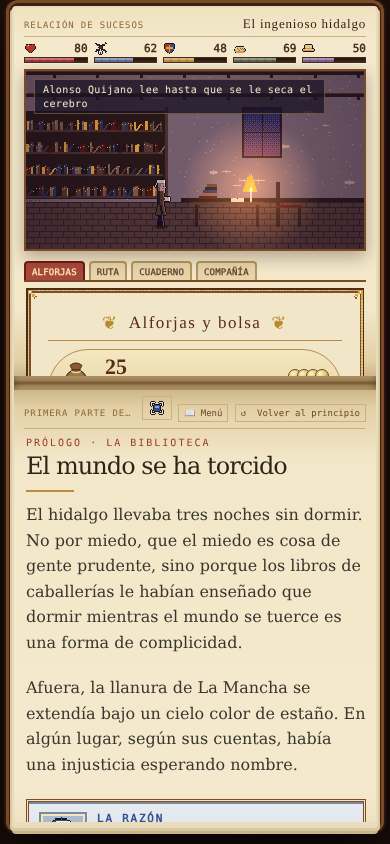 RELACIÓN DE SUCESOS
El ingenioso hidalgo
80 62 48 69 50
Alonso Quijano lee hasta que se le seca el
cerebro
ALFORJAS RUTA CUADERNO COMPAÑÍA
Alforjas y bolsa
25
PRIMERA PARTE DE…
Menú
Volver al principio
PRÓLOGO · LA BIBLIOTECA
El mundo se ha torcido
El hidalgo llevaba tres noches sin dormir.
No por miedo, que el miedo es cosa de
gente prudente, sino porque los libros de
caballerías le habían enseñado que
dormir mientras el mundo se tuerce es
una forma de complicidad.
Afuera, la llanura de La Mancha se
extendía bajo un cielo color de estaño. En
algún lugar, según sus cuentas, había
una injusticia esperando nombre.
LA RAZÓN